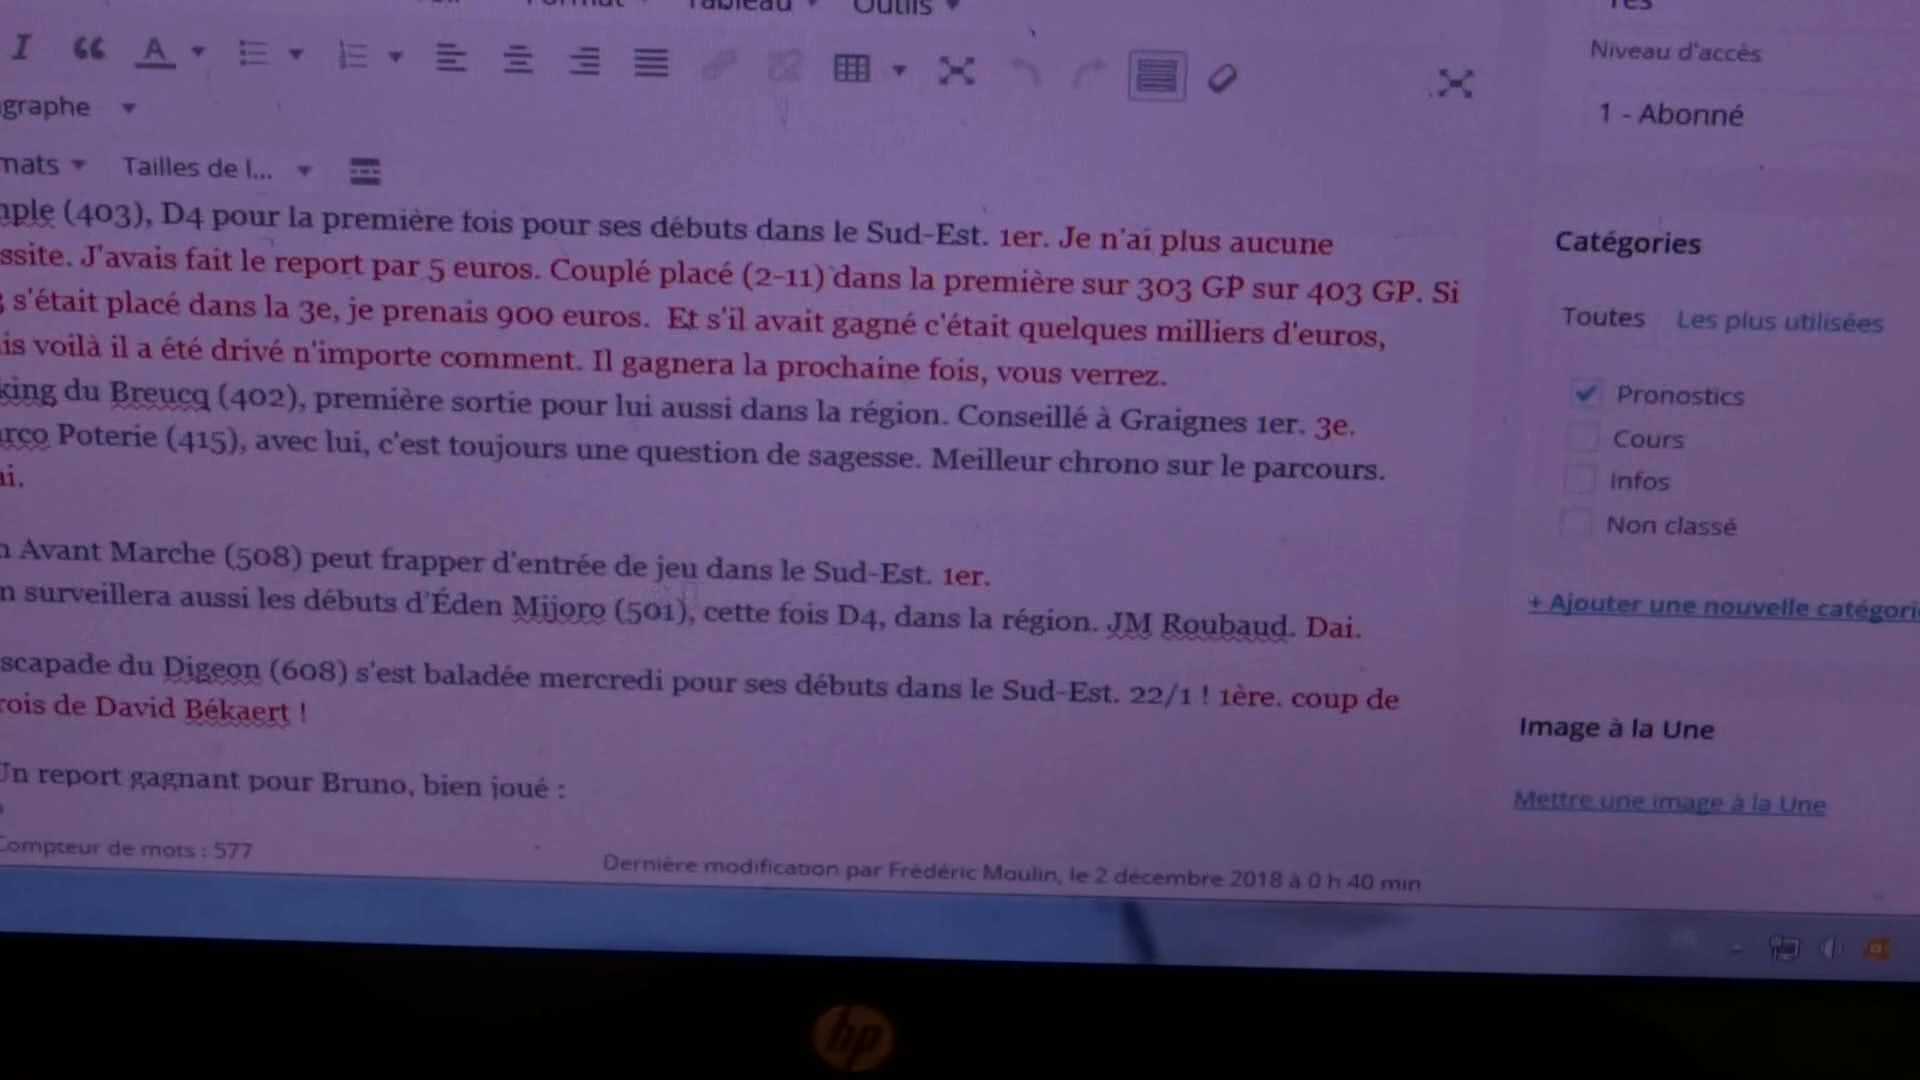 Tableau Outils
I A
graphe
mats Tailles de l...
ple (403), D4 pour la première fois pour ses débuts dans le Sud-Est. 1er. Je n'ai plus aucune
ssite. J'avais fait le report par 5 euros. Couplé placé (2-11) dans la première sur 303 GP sur 403 GP. Si
s'était placé dans la 3e, je prenais 900 euros. Et s'il avait gagné c'était quelques milliers d'euros,
is voilà il a été drivé n'importe comment. Il gagnera la prochaine fois, vous verrez.
king du Breucq (402), première sortie pour lui aussi dans la région. Conseillé à Graignes 1er. 3e.
rco Poterie (415), avec lui, c'est toujours une question de sagesse. Meilleur chrono sur le parcours.
ai.
n Avant Marche (508) peut frapper d'entrée de jeu dans le Sud-Est. 1er.
n surveillera aussi les débuts d'Éden Mijoro (501), cette fois D4, dans la région. JM Roubaud. Dai.
scapade du Digeon (608) s'est baladée mercredi pour ses débuts dans le Sud-Est. 22/1 ! 1ère. coup de
rois de David Békaert !
Un report gagnant pour Bruno, bien joué :
Compteur de mots : 577
Dernière modification par Frédéric Moulin, le 2 décembre 2018 à 0 h 40 min
Niveau d'accès
1 - Abonné
Catégories
Toutes Les plus utilisées
Pronostics
Cours
Infos
Non classé
+ Ajouter une nouvelle catégori
Image à la Une
Mettre une image à la Une
hp